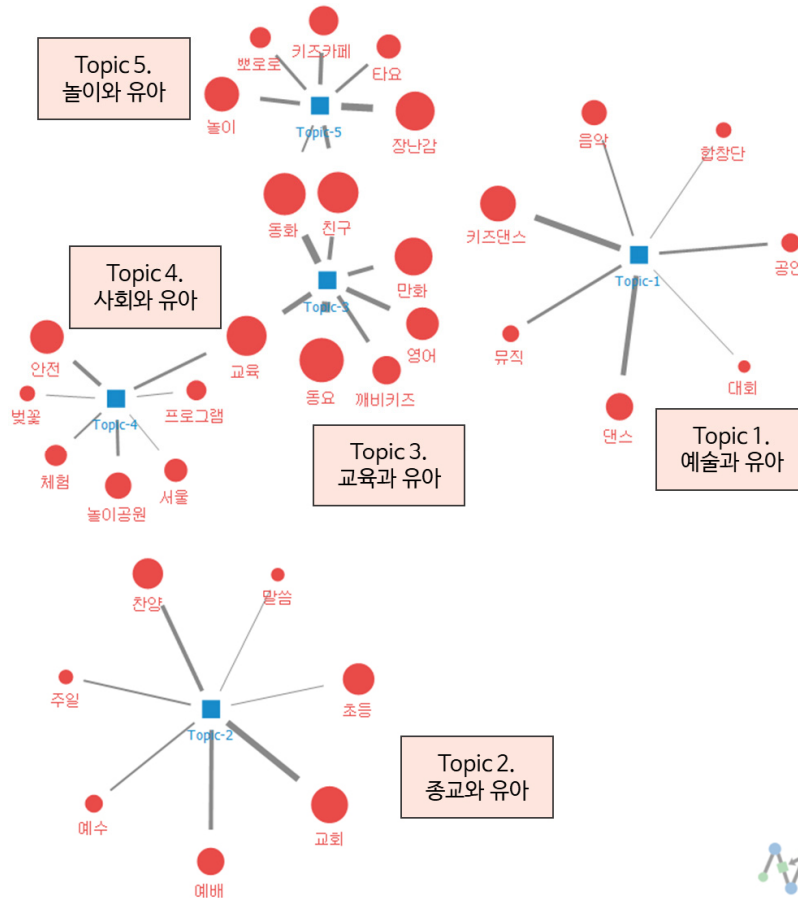 Topic 5.
놀이와 유아
뽀로로
키즈카페
타요
놀이
Topic-5
장난감
음악
합창단
키즈댄스
Topic-1
공연
뮤직
대회
댄스
Topic 1.
예술과 유아
동화
친구
Topic-3
만화
영어
교육
동요
깨비키즈
Topic 3.
교육과 유아
Topic 4.
사회와 유아
안전
벚꽃
Topic-4
프로그램
체험
놀이공원
서울
찬양
말씀
주일
Topic-2
초등
예수
예배
교회
Topic 2.
종교와 유아